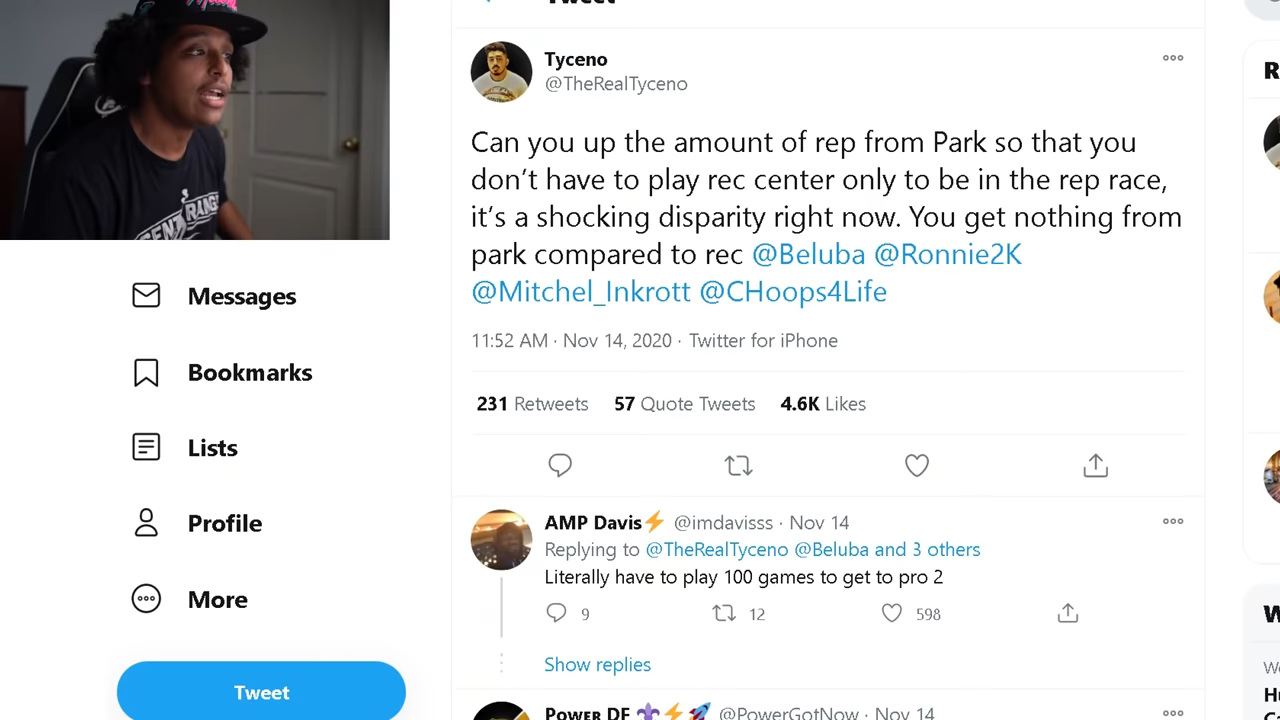 Tweet
Tyceno
@TheRealTyceno
Can you up the amount of rep from Park so that you
don’t have to play rec center only to be in the rep race,
it’s a shocking disparity right now. You get nothing from
park compared to rec @Beluba @Ronnie2K
@Mitchel_Inkrott @CHoops4Life
11:52 AM · Nov 14, 2020 · Twitter for iPhone
231 Retweets 57 Quote Tweets 4.6K Likes
AMP Davis⚡ @imdavisss · Nov 14
Replying to @TheRealTyceno @Beluba and 3 others
Literally have to play 100 games to get to pro 2
9 12 598
Show replies
Power DF ⚜️⚡🚀 @PowerGotNow · Nov 14
Messages
Bookmarks
Lists
Profile
More
Tweet